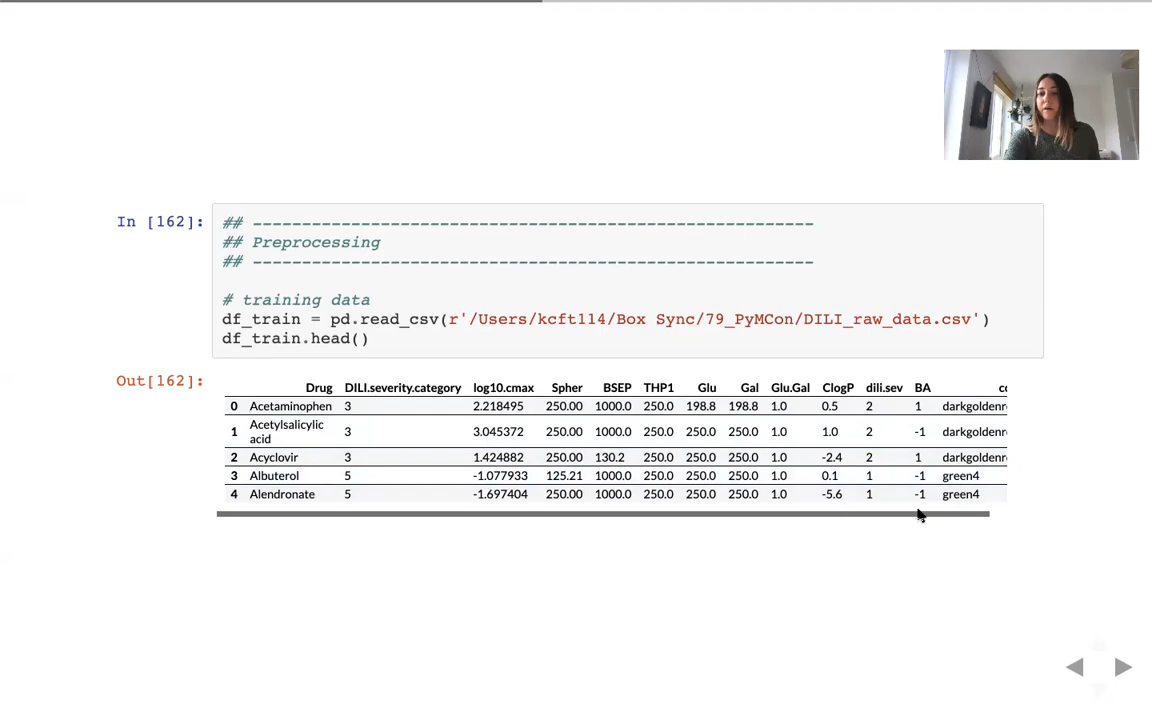 In [162]:
## ---------------------------------------------------------
## Preprocessing
## ---------------------------------------------------------
# training data
df_train = pd.read_csv(r'/Users/kcft114/Box Sync/79_PyMCon/DILI_raw_data.csv')
df_train.head()
Out[162]:
Drug DILI.severity.category log10.cmax Spher BSEP THP1 Glu Gal Glu.Gal ClogP dili.sev BA
0 Acetaminophen 3 2.218495 250.00 1000.0 250.0 198.8 198.8 1.0 0.5 2 1 darkgoldenr
1 Acetylsalicylic acid 3 3.045372 250.00 1000.0 250.0 250.0 250.0 1.0 1.0 2 -1 darkgoldenr
2 Acyclovir 3 1.424882 250.00 130.2 250.0 250.0 250.0 1.0 -2.4 2 1 darkgoldenr
3 Albuterol 5 -1.077933 125.21 1000.0 250.0 250.0 250.0 1.0 0.1 1 -1 green4
4 Alendronate 5 -1.697404 250.00 1000.0 250.0 250.0 250.0 1.0 -5.6 1 -1 green4